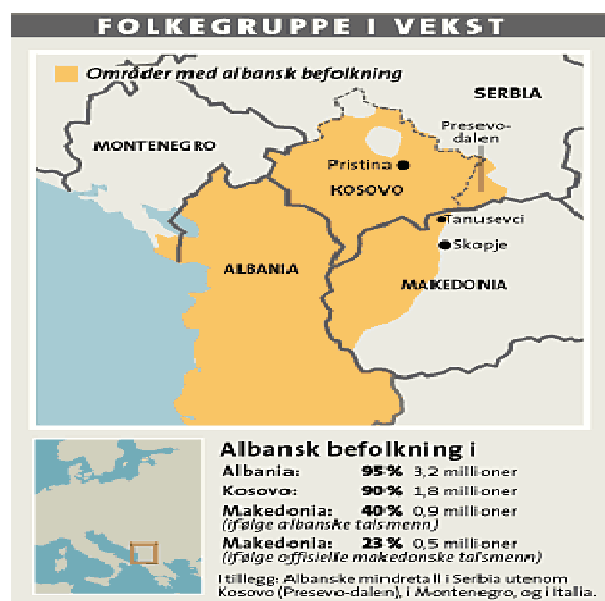 FOLKEGRUPPE I VEKST
Områder med albansk befolkning
SERBIA
Presevo-
dalen
MONTENEGRO
Pristina
KOSOVO
Tanusevci
Skopje
ALBANIA
MAKEDONIA
Albansk befolkning i
Albania: 95% 3,2 millioner
Kosovo: 90% 1,8 millioner
Makedonia: 40% 0,9 millioner
(ifølge albanske talsmenn)
Makedonia: 23% 0,5 millioner
(ifølge offisielle makedonske talsmenn)
I tillegg: Albanske mindretall i Serbia utenom
Kosovo (Presevo-dalen), i Montenegro, og i Italia.